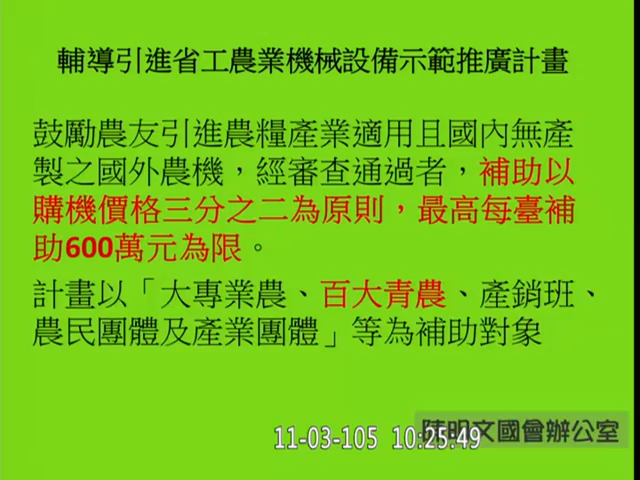 輔導引進省工農業機械設備示範推廣計畫
鼓勵農友引進農糧產業適用且國內無產
製之國外農機，經審查通過者，補助以
購機價格三分之二為原則，最高每臺補
助600萬元為限。
計畫以「大專業農、百大青農、產銷班、
農民團體及產業團體」等為補助對象
陳明文國會辦公室
11-03-105 10:25:49